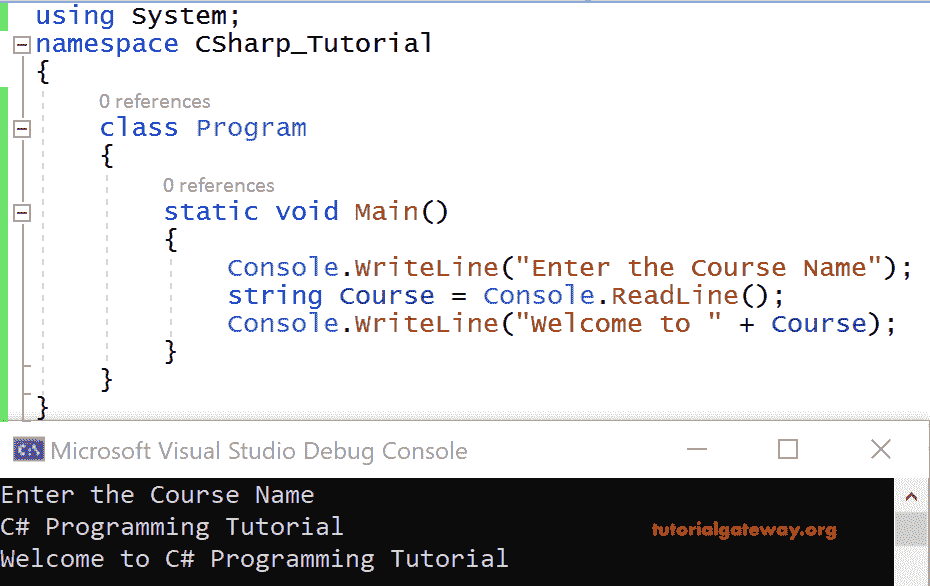 using System;
namespace CSharp_Tutorial
{
0 references
class Program
{
0 references
static void Main()
{
Console.WriteLine("Enter the Course Name");
string Course = Console.ReadLine();
Console.WriteLine("Welcome to " + Course);
}
}
}
C:\ Microsoft Visual Studio Debug Console
Enter the Course Name
C# Programming Tutorial
tutorialgateway.org
Welcome to C# Programming Tutorial